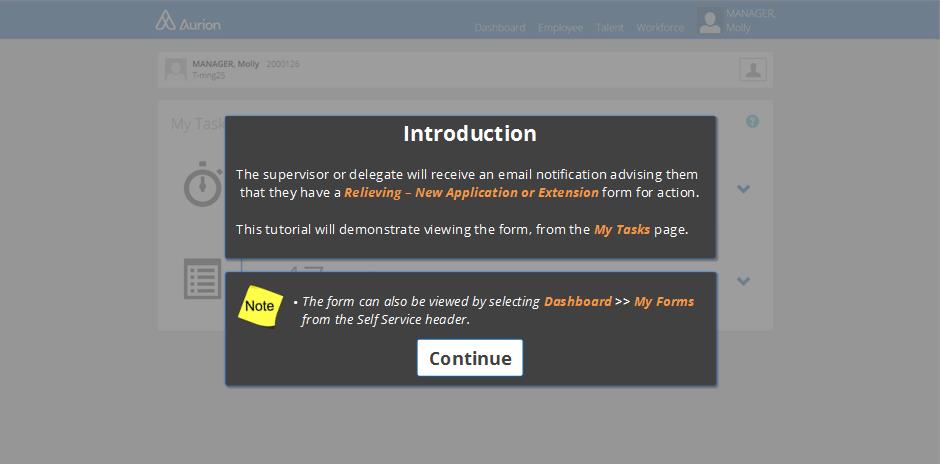 Aurion
Dashboard Employee Talent Workforce
MANAGER,
Molly
MANAGER, Molly 2000126
T-mng25
My Task
Introduction
The supervisor or delegate will receive an email notification advising them
that they have a Relieving – New Application or Extension form for action.
This tutorial will demonstrate viewing the form, from the My Tasks page.
Note
• The form can also be viewed by selecting Dashboard >> My Forms
from the Self Service header.
Continue